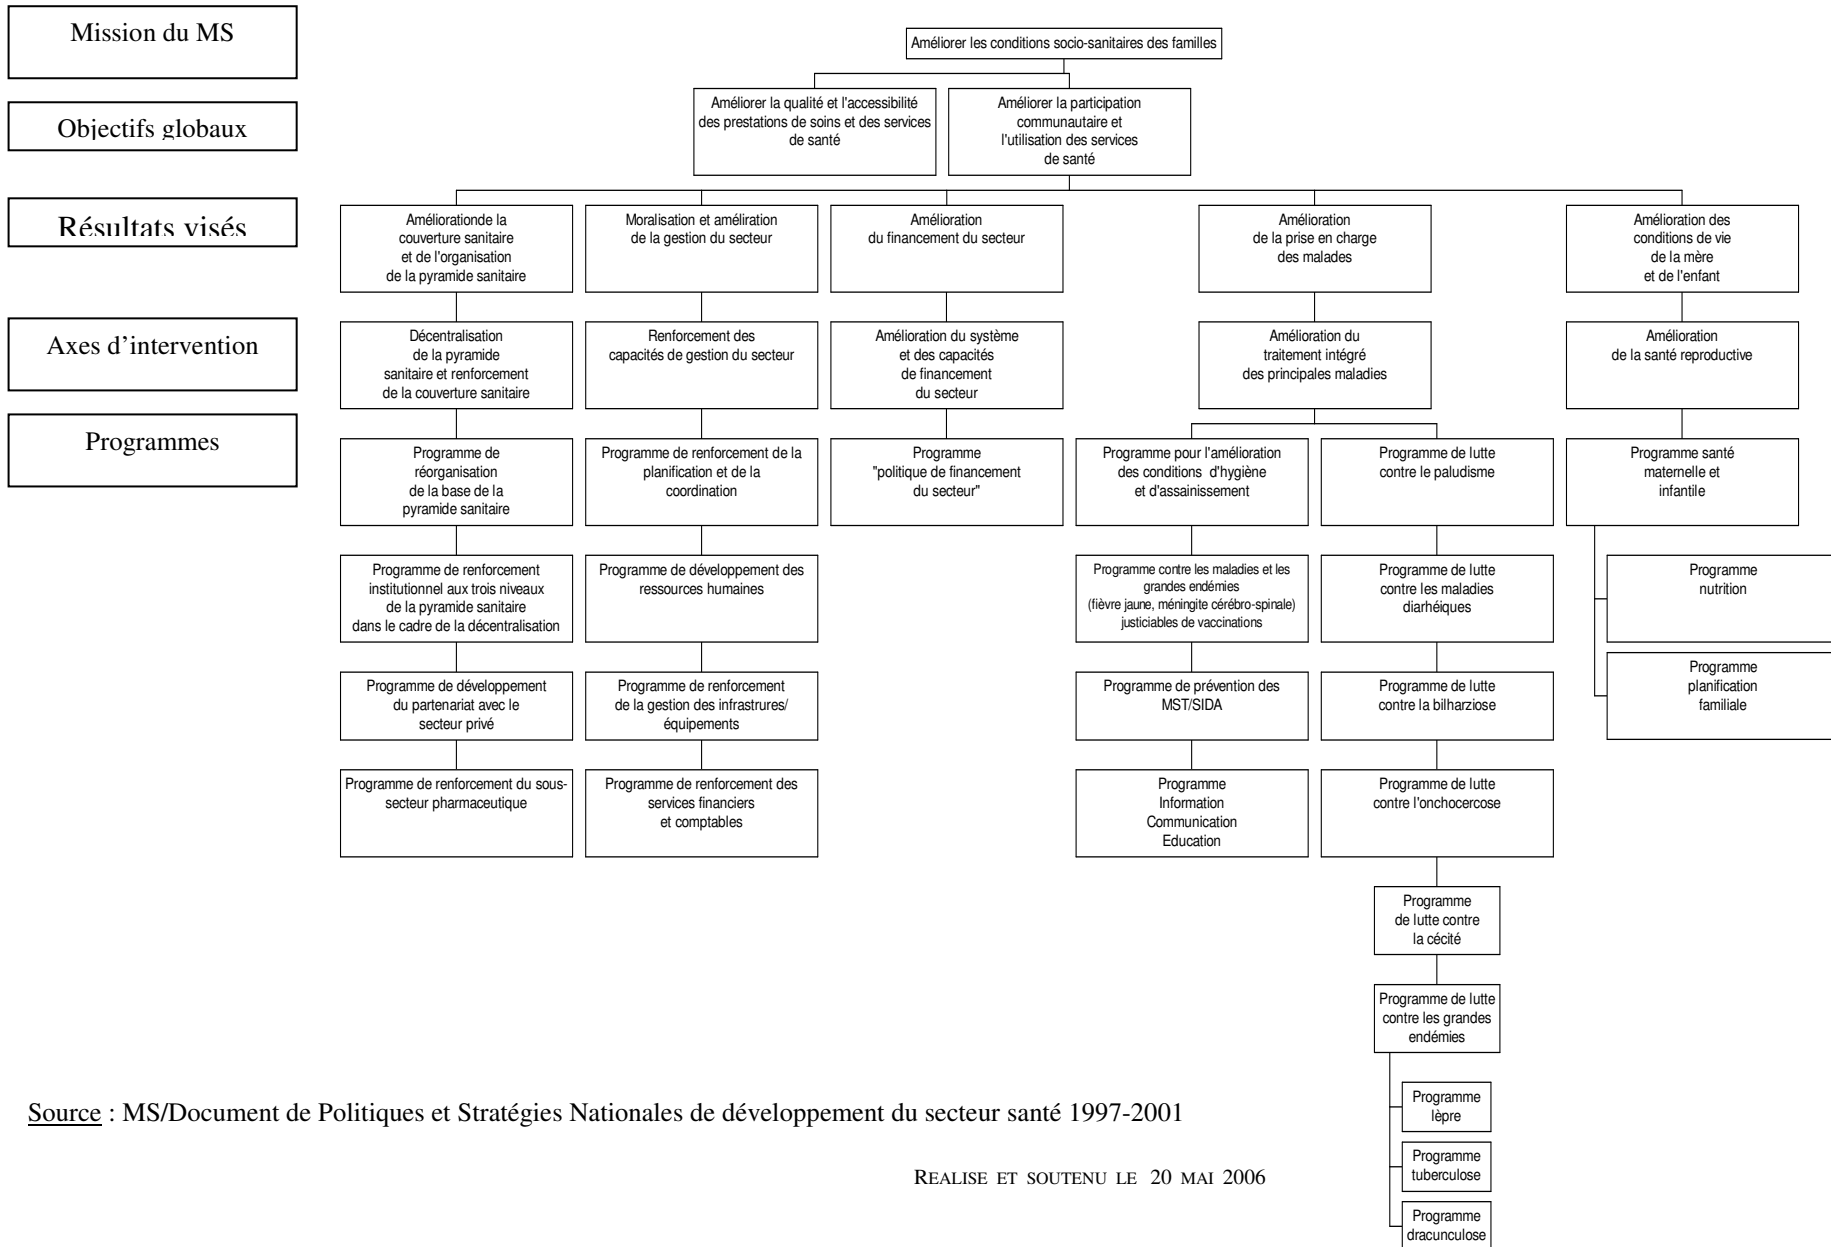 Mission du MS
Améliorer les conditions socio-sanitaires des familles
Objectifs globaux
Améliorer la qualité et l'accessibilité
des prestations de soins et des services
de santé
Améliorer la participation
communautaire et
l'utilisation des services
de santé
Résultats visés
Améliorationde la
couverture sanitaire
et de l'organisation
de la pyramide sanitaire
Moralisation et améliration
de la gestion du secteur
Amélioration
du financement du secteur
Amélioration
de la prise en charge
des malades
Amélioration des
conditions de vie
de la mère
et de l'enfant
Axes d’intervention
Décentralisation
de la pyramide
sanitaire et renforcement
de la couverture sanitaire
Renforcement des
capacités de gestion du secteur
Amélioration du système
et des capacités
de financement
du secteur
Amélioration du
traitement intégré
des principales maladies
Amélioration
de la santé reproductive
Programmes
Programme de
réorganisation
de la base de la
pyramide sanitaire
Programme de renforcement de la
planification et de la
coordination
Programme
"politique de financement
du secteur"
Programme pour l'amélioration
des conditions d'hygiène
et d'assainissement
Programme de lutte
contre le paludisme
Programme santé
maternelle et
infantile
Programme de renforcement
institutionnel aux trois niveaux
de la pyramide sanitaire
dans le cadre de la décentralisation
Programme de développement des
ressources humaines
Programme contre les maladies et les
grandes endémies
(fièvre jaune, méningite cérébro-spinale)
justiciables de vaccinations
Programme de lutte
contre les maladies
diarhéiques
Programme
nutrition
Programme de développement
du partenariat avec le
secteur privé
Programme de renforcement
de la gestion des infrastrures/
équipements
Programme de prévention des
MST/SIDA
Programme de lutte
contre la bilharziose
Programme
planification
familiale
Programme de renforcement du sous-
secteur pharmaceutique
Programme de renforcement des
services financiers
et comptables
Programme
Information
Communication
Education
Programme de lutte
contre l'onchocercose
Programme
de lutte contre
la cécité
Programme de lutte
contre les grandes
endémies
Programme
lèpre
Programme
tuberculose
Programme
dracunculose
Source : MS/Document de Politiques et Stratégies Nationales de développement du secteur santé 1997-2001
REALISE ET SOUTENU LE 20 MAI 2006